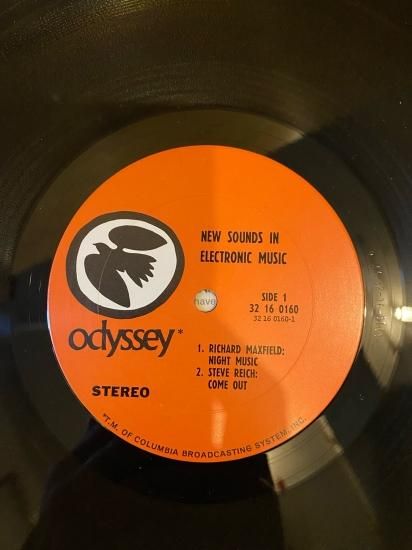 NEW SOUNDS IN
ELECTRONIC MUSIC
have
SIDE 1
32 16 0160
32 16 0160-1
odyssey*
1. RICHARD MAXFIELD:
NIGHT MUSIC
2. STEVE REICH:
COME OUT
STEREO
*T.M. OF COLUMBIA BROADCASTING SYSTEM, INC.